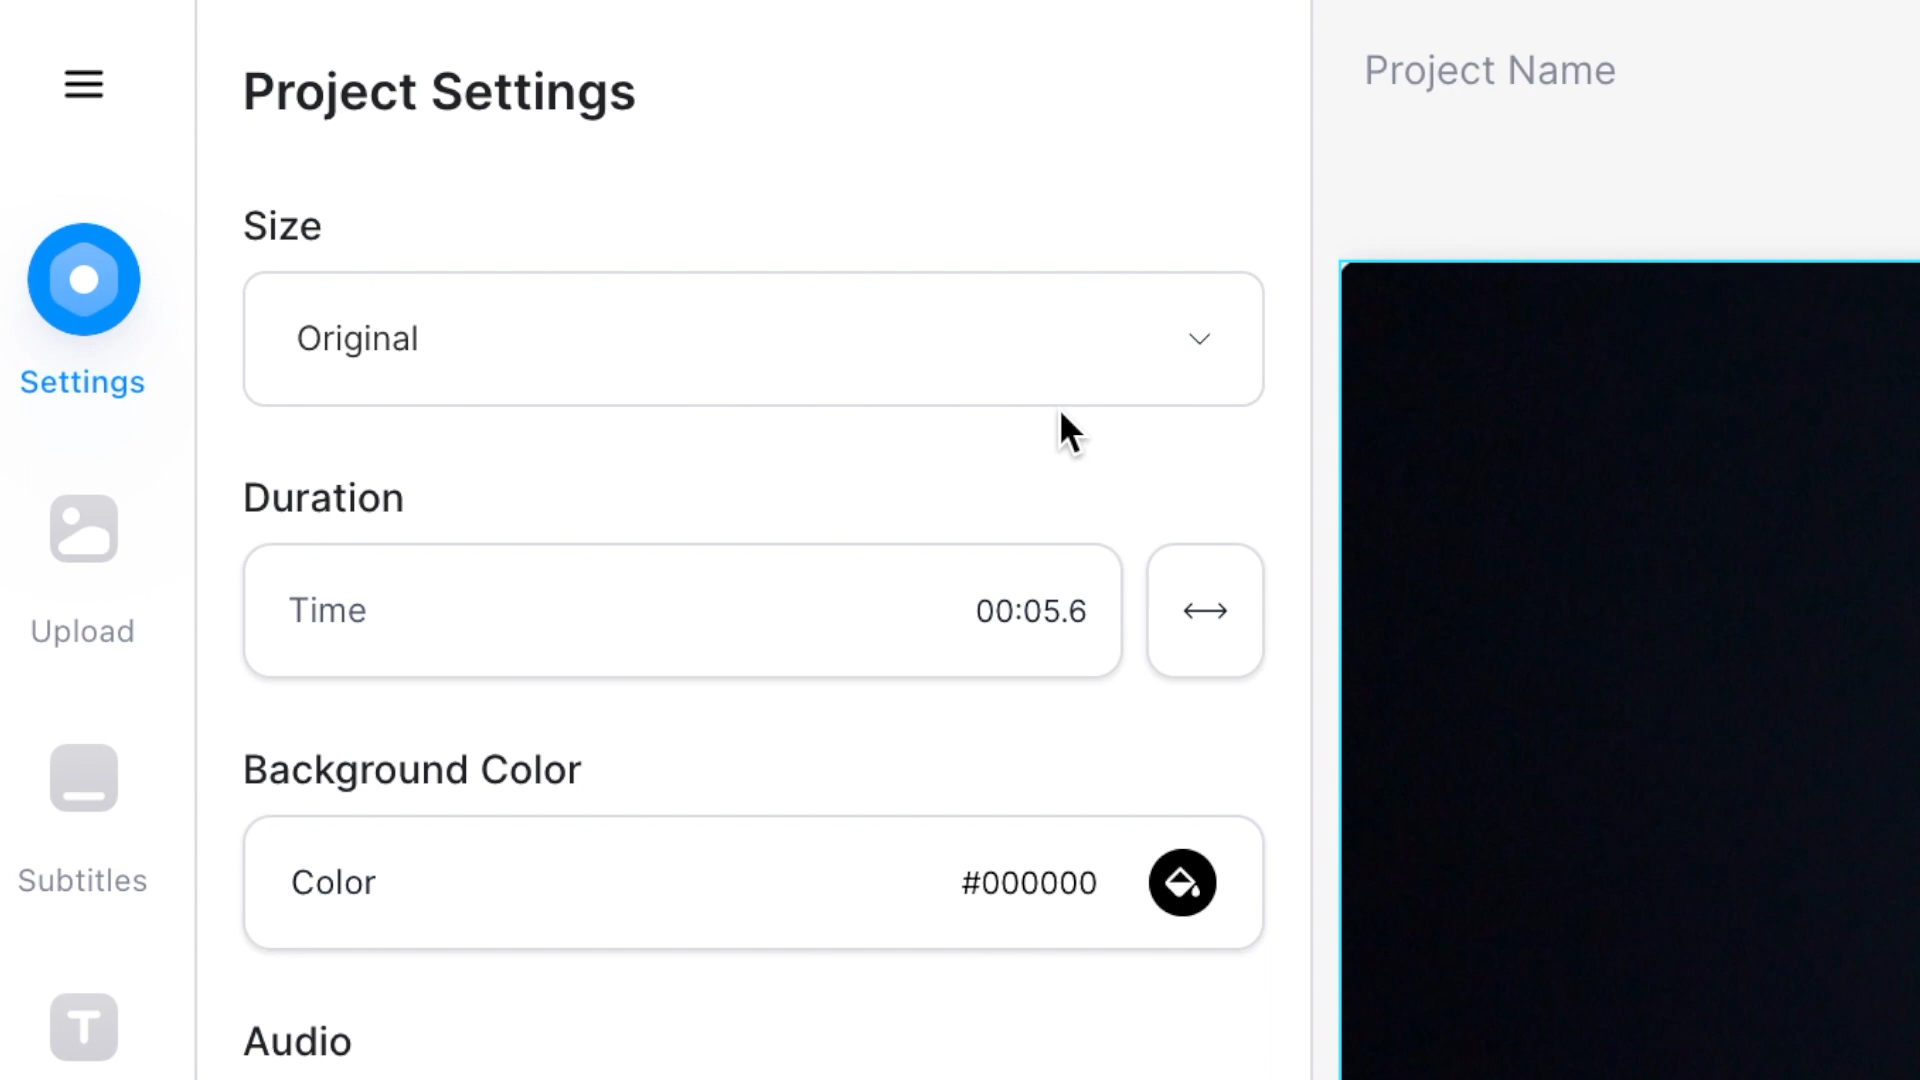 Project Settings
Project Name
Size
Original
Settings
Duration
Time 00:05.6
Upload
Background Color
Color #000000
Subtitles
T
Audio